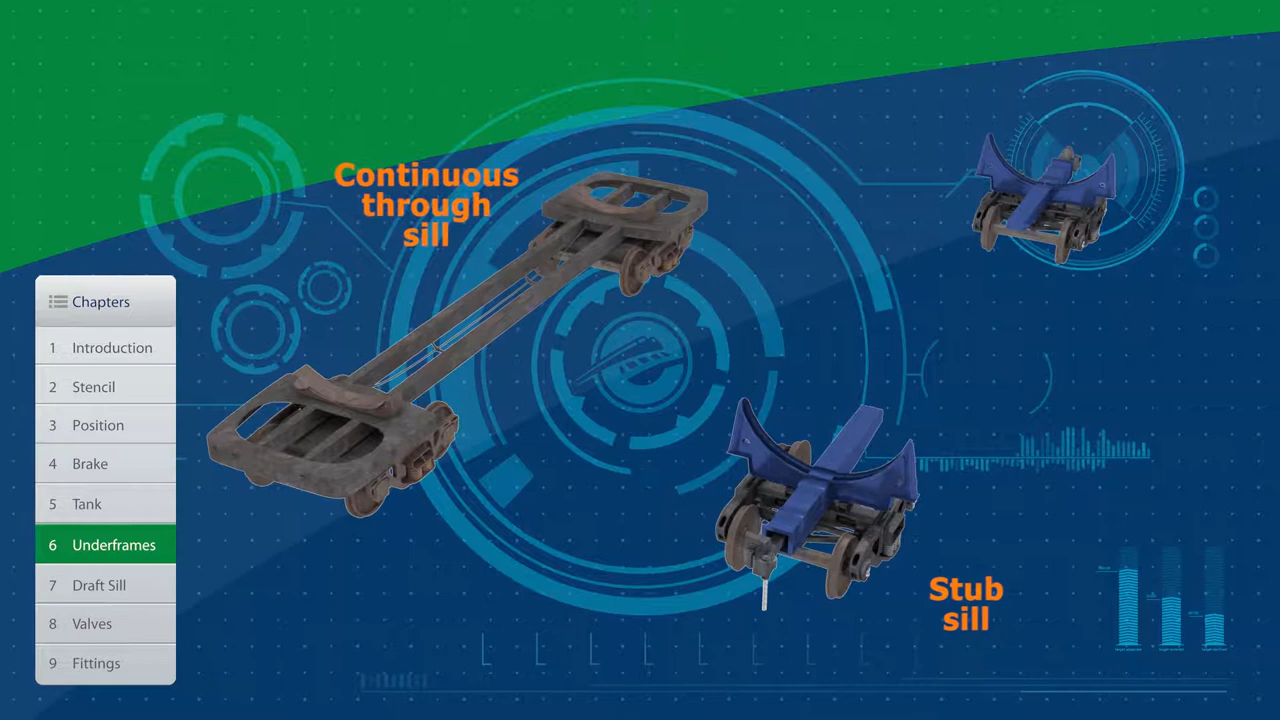 Continuous
through
sill
Chapters
1 Introduction
2 Stencil
3 Position
4 Brake
5 Tank
6 Underframes
7 Draft Sill
8 Valves
9 Fittings
Stub
sill